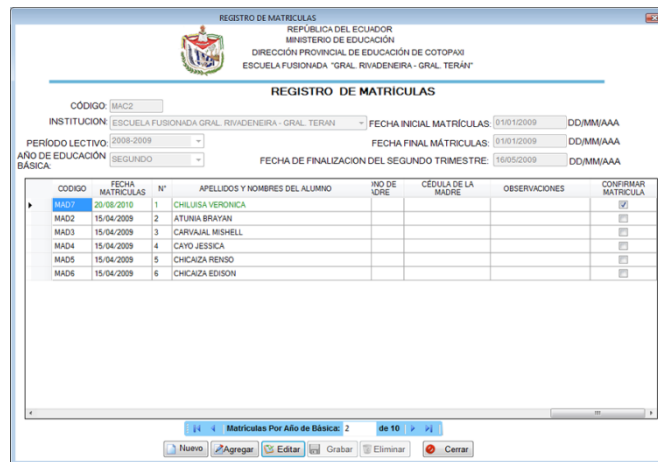 REGISTRO DE MATRICULAS
REPÚBLICA DEL ECUADOR
MINISTERIO DE EDUCACIÓN
DIRECCIÓN PROVINCIAL DE EDUCACIÓN DE COTOPAXI
ESCUELA FUSIONADA "GRAL. RIVADENEIRA - GRAL. TERÁN"
REGISTRO DE MATRÍCULAS
CODÍGO: MAC2
INSTITUCION: ESCUELA FUSIONADA GRAL. RIVADENEIRA - GRAL. TERAN FECHA INICIAL MATRÍCULAS: 01/01/2009 DD/MM/AAA
PERÍODO LECTIVO: 2008-2009 FECHA FINAL MÁTRICULAS: 01/01/2009 DD/MM/AAA
AÑO DE EDUCACIÓN BÁSICA: SEGUNDO FECHA DE FINALIZACION DEL SEGUNDO TRIMESTRE: 16/05/2009 DD/MM/AAA
CODIGO FECHA MATRICULAS N° APELLIDOS Y NOMBRES DEL ALUMNO ONO DE ADRE CÉDULA DE LA MADRE OBSERVACIONES CONFIRMAR MATRICULA
MAD7 20/08/2010 1 CHILUISA VERONICA
MAD2 15/04/2009 2 ATUNIA BRAYAN
MAD3 15/04/2009 3 CARVAJAL MISHELL
MAD4 15/04/2009 4 CAYO JESSICA
MAD5 15/04/2009 5 CHICAIZA RENSO
MAD6 15/04/2009 6 CHICAIZA EDISON
Matriculas Por Año de Básica: 2 de 10
Nuevo Agregar Editar Grabar Eliminar Cerrar